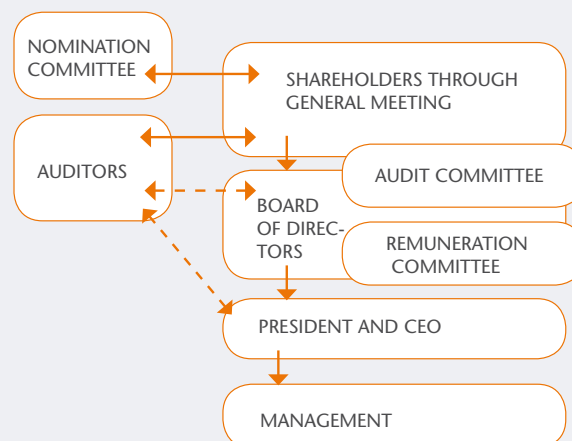 NOMINATION
COMMITTEE
SHAREHOLDERS THROUGH
GENERAL MEETING
AUDITORS
AUDIT COMMITTEE
BOARD
OF DIREC-
TORS
REMUNERATION
COMMITTEE
PRESIDENT AND CEO
MANAGEMENT